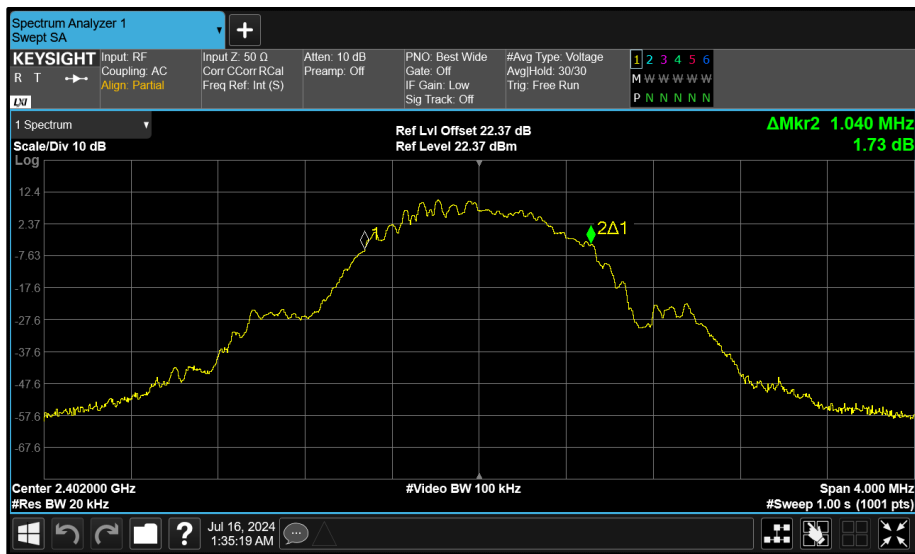 Spectrum Analyzer 1
Swept SA
KEYSIGHT
R T
LXI
Input: RF
Coupling: AC
Align: Partial
Input Z: 50 Ω
Corr CCorr RCal
Freq Ref: Int (S)
Atten: 10 dB
Preamp: Off
PNO: Best Wide
Gate: Off
IF Gain: Low
Sig Track: Off
#Avg Type: Voltage
Avg|Hold: 30/30
Trig: Free Run
1 2 3 4 5 6
M W W W W W
P N N N N N
1 Spectrum
Scale/Div 10 dB
Ref Lvl Offset 22.37 dB
Ref Level 22.37 dBm
ΔMkr2 1.040 MHz
1.73 dB
Log
12.4
2.37
-7.63
-17.6
-27.6
-37.6
-47.6
-57.6
-67.6
1
2Δ1
Center 2.402000 GHz
#Res BW 20 kHz
#Video BW 100 kHz
Span 4.000 MHz
#Sweep 1.00 s (1001 pts)
?
Jul 16, 2024
1:35:19 AM